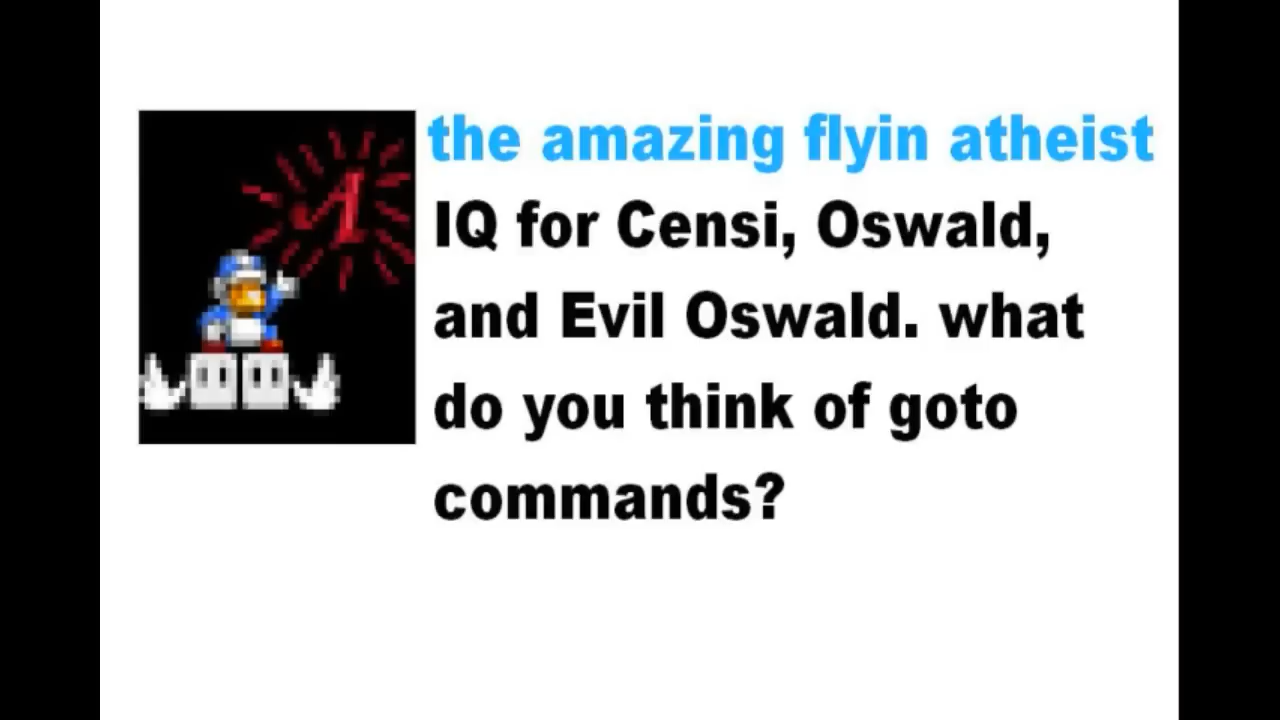 the amazing flyin atheist
IQ for Censi, Oswald,
and Evil Oswald. what
do you think of goto
commands?